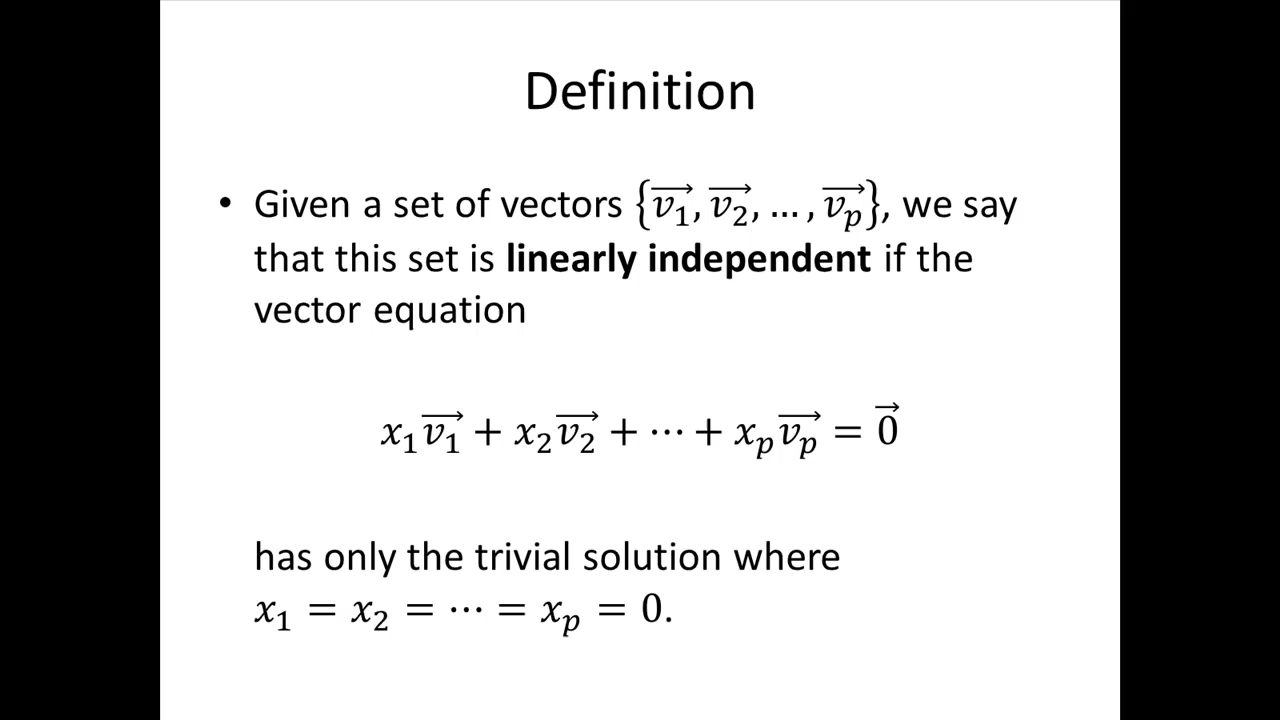 Definition
• Given a set of vectors {v₁⃗, v₂⃗, … , vₚ⃗}, we say
that this set is linearly independent if the
vector equation
x₁v₁⃗ + x₂v₂⃗ + ⋯ + xₚvₚ⃗ = 0⃗
has only the trivial solution where
x₁ = x₂ = ⋯ = xₚ = 0.